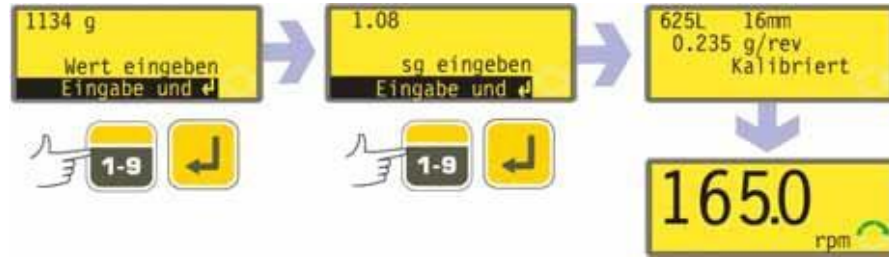 1134 g
Wert eingeben
Eingabe und ↵
1-9
1.08
sg eingeben
Eingabe und ↵
1-9
625L 16mm
0.235 g/rev
Kalibriert
165.0
rpm